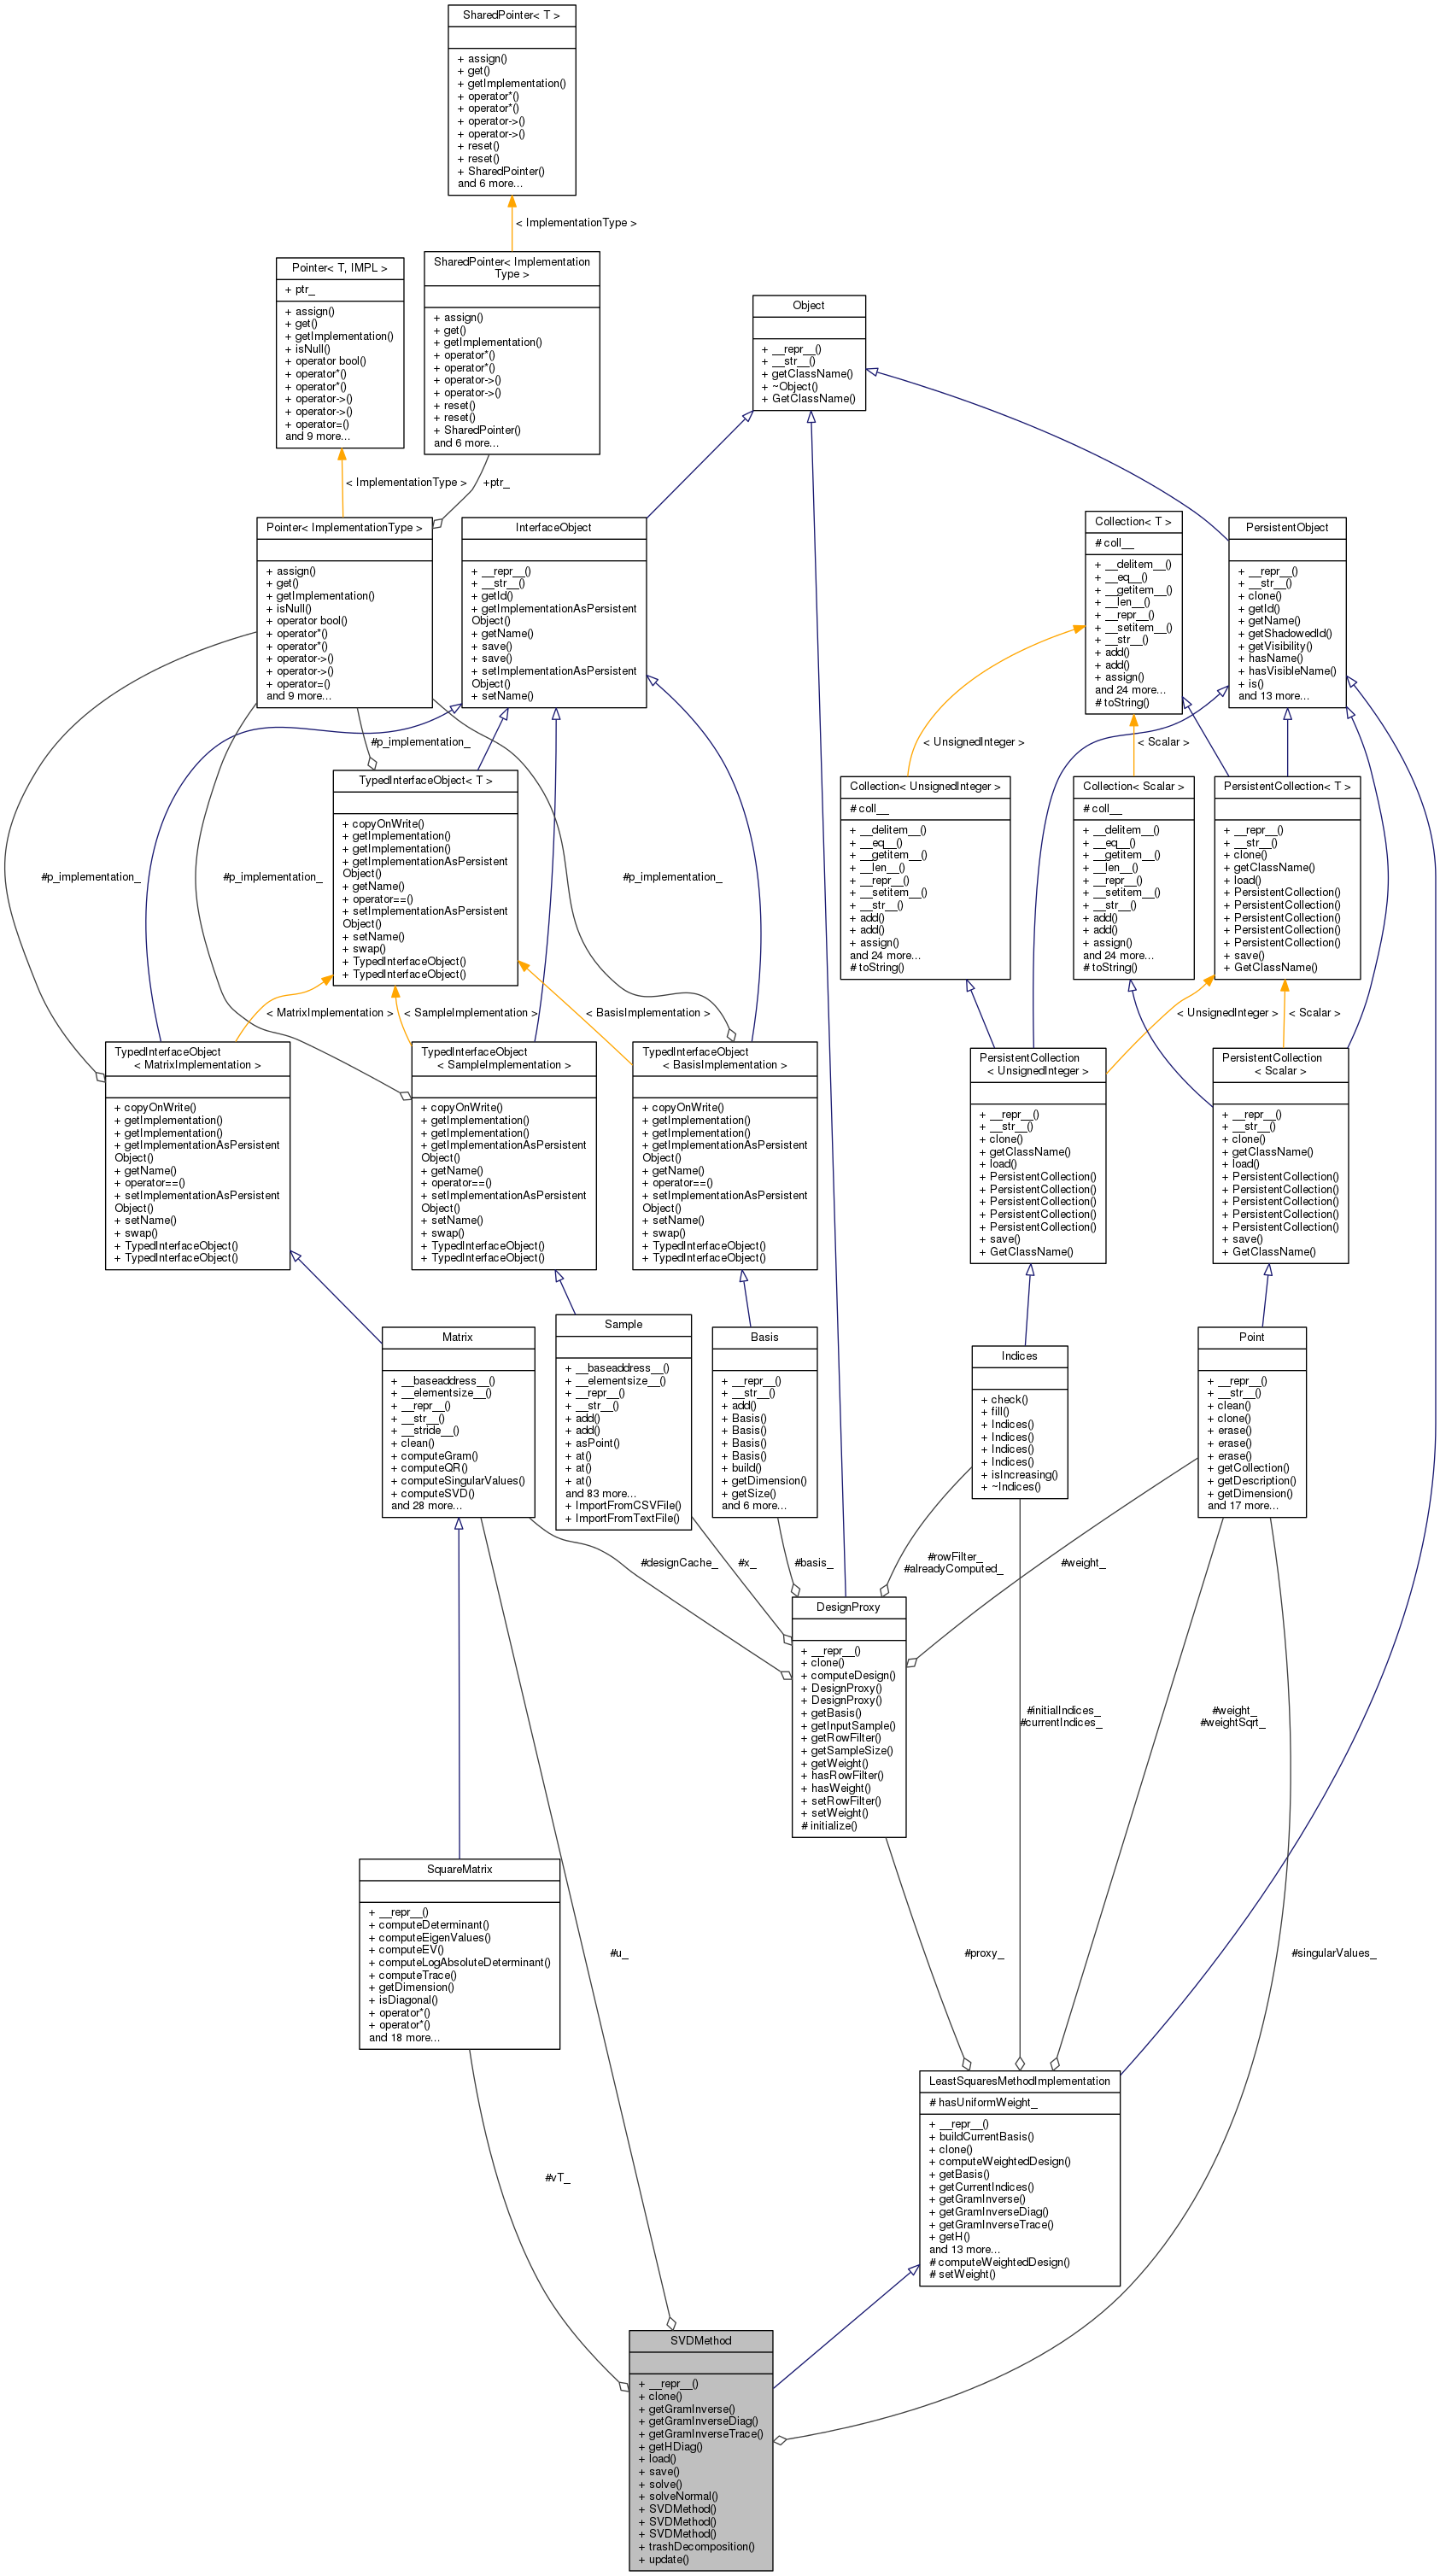 SharedPointer< T >
+ assign()
+ get()
+ getImplementation()
+ operator*()
+ operator*()
+ operator->()
+ operator->()
+ reset()
+ reset()
+ SharedPointer()
and 6 more...
< ImplementationType >
SharedPointer< Implementation
Type >
+ assign()
+ get()
+ getImplementation()
+ operator*()
+ operator*()
+ operator->()
+ operator->()
+ reset()
+ reset()
+ SharedPointer()
and 6 more...
Pointer< T, IMPL >
+ ptr_
+ assign()
+ get()
+ getImplementation()
+ isNull()
+ operator bool()
+ operator*()
+ operator*()
+ operator->()
+ operator->()
+ operator=()
and 9 more...
Object
+ __repr__()
+ __str__()
+ getClassName()
+ ~Object()
+ GetClassName()
< ImplementationType >
+ptr_
Pointer< ImplementationType >
+ assign()
+ get()
+ getImplementation()
+ isNull()
+ operator bool()
+ operator*()
+ operator*()
+ operator->()
+ operator->()
+ operator=()
and 9 more...
InterfaceObject
+ __repr__()
+ __str__()
+ getId()
+ getImplementationAsPersistent
Object()
+ getName()
+ save()
+ save()
+ setImplementationAsPersistent
Object()
+ setName()
Collection< T >
# coll__
+ __delitem__()
+ __eq__()
+ __getitem__()
+ __len__()
+ __repr__()
+ __setitem__()
+ __str__()
+ add()
+ add()
+ assign()
and 24 more...
# toString()
PersistentObject
+ __repr__()
+ __str__()
+ clone()
+ getId()
+ getName()
+ getShadowedId()
+ getVisibility()
+ hasName()
+ hasVisibleName()
+ is()
and 13 more...
#p_implementation_
< UnsignedInteger >
< Scalar >
TypedInterfaceObject< T >
+ copyOnWrite()
+ getImplementation()
+ getImplementation()
+ getImplementationAsPersistent
Object()
+ getName()
+ operator==()
+ setImplementationAsPersistent
Object()
+ setName()
+ swap()
+ TypedInterfaceObject()
+ TypedInterfaceObject()
Collection< UnsignedInteger >
# coll__
+ __delitem__()
+ __eq__()
+ __getitem__()
+ __len__()
+ __repr__()
+ __setitem__()
+ __str__()
+ add()
+ add()
+ assign()
and 24 more...
# toString()
Collection< Scalar >
# coll__
+ __delitem__()
+ __eq__()
+ __getitem__()
+ __len__()
+ __repr__()
+ __setitem__()
+ __str__()
+ add()
+ add()
+ assign()
and 24 more...
# toString()
PersistentCollection< T >
+ __repr__()
+ __str__()
+ clone()
+ getClassName()
+ load()
+ PersistentCollection()
+ PersistentCollection()
+ PersistentCollection()
+ PersistentCollection()
+ PersistentCollection()
+ save()
+ GetClassName()
#p_implementation_
#p_implementation_
#p_implementation_
< MatrixImplementation >
< SampleImplementation >
< BasisImplementation >
< UnsignedInteger >
< Scalar >
TypedInterfaceObject
< MatrixImplementation >
+ copyOnWrite()
+ getImplementation()
+ getImplementation()
+ getImplementationAsPersistent
Object()
+ getName()
+ operator==()
+ setImplementationAsPersistent
Object()
+ setName()
+ swap()
+ TypedInterfaceObject()
+ TypedInterfaceObject()
TypedInterfaceObject
< SampleImplementation >
+ copyOnWrite()
+ getImplementation()
+ getImplementation()
+ getImplementationAsPersistent
Object()
+ getName()
+ operator==()
+ setImplementationAsPersistent
Object()
+ setName()
+ swap()
+ TypedInterfaceObject()
+ TypedInterfaceObject()
TypedInterfaceObject
< BasisImplementation >
+ copyOnWrite()
+ getImplementation()
+ getImplementation()
+ getImplementationAsPersistent
Object()
+ getName()
+ operator==()
+ setImplementationAsPersistent
Object()
+ setName()
+ swap()
+ TypedInterfaceObject()
+ TypedInterfaceObject()
PersistentCollection
< UnsignedInteger >
+ __repr__()
+ __str__()
+ clone()
+ getClassName()
+ load()
+ PersistentCollection()
+ PersistentCollection()
+ PersistentCollection()
+ PersistentCollection()
+ PersistentCollection()
+ save()
+ GetClassName()
PersistentCollection
< Scalar >
+ __repr__()
+ __str__()
+ clone()
+ getClassName()
+ load()
+ PersistentCollection()
+ PersistentCollection()
+ PersistentCollection()
+ PersistentCollection()
+ PersistentCollection()
+ save()
+ GetClassName()
Matrix
+ __baseaddress__()
+ __elementsize__()
+ __repr__()
+ __str__()
+ __stride__()
+ clean()
+ computeGram()
+ computeQR()
+ computeSingularValues()
+ computeSVD()
and 28 more...
Sample
+ __baseaddress__()
+ __elementsize__()
+ __repr__()
+ __str__()
+ add()
+ add()
+ asPoint()
+ at()
+ at()
+ at()
and 83 more...
+ ImportFromCSVFile()
+ ImportFromTextFile()
Basis
+ __repr__()
+ __str__()
+ add()
+ Basis()
+ Basis()
+ Basis()
+ Basis()
+ build()
+ getDimension()
+ getSize()
and 6 more...
Indices
+ check()
+ fill()
+ Indices()
+ Indices()
+ Indices()
+ Indices()
+ isIncreasing()
+ ~Indices()
Point
+ __repr__()
+ __str__()
+ clean()
+ clone()
+ erase()
+ erase()
+ erase()
+ getCollection()
+ getDescription()
+ getDimension()
and 17 more...
#designCache_
#x_
#basis_
#rowFilter_
#alreadyComputed_
#weight_
DesignProxy
+ __repr__()
+ clone()
+ computeDesign()
+ DesignProxy()
+ DesignProxy()
+ getBasis()
+ getInputSample()
+ getRowFilter()
+ getSampleSize()
+ getWeight()
+ hasRowFilter()
+ hasWeight()
+ setRowFilter()
+ setWeight()
# initialize()
#initialIndices_
#currentIndices_
#weight_
#weightSqrt_
SquareMatrix
+ __repr__()
+ computeDeterminant()
+ computeEigenValues()
+ computeEV()
+ computeLogAbsoluteDeterminant()
+ computeTrace()
+ getDimension()
+ isDiagonal()
+ operator*()
+ operator*()
and 18 more...
#u_
#proxy_
#singularValues_
LeastSquaresMethodImplementation
# hasUniformWeight_
+ __repr__()
+ buildCurrentBasis()
+ clone()
+ computeWeightedDesign()
+ getBasis()
+ getCurrentIndices()
+ getGramInverse()
+ getGramInverseDiag()
+ getGramInverseTrace()
+ getH()
and 13 more...
# computeWeightedDesign()
# setWeight()
#vT_
SVDMethod
+ __repr__()
+ clone()
+ getGramInverse()
+ getGramInverseDiag()
+ getGramInverseTrace()
+ getHDiag()
+ load()
+ save()
+ solve()
+ solveNormal()
+ SVDMethod()
+ SVDMethod()
+ SVDMethod()
+ trashDecomposition()
+ update()